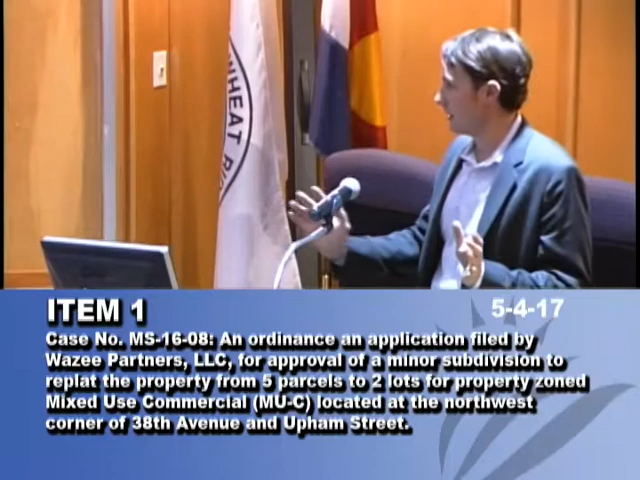 WHEAT RI
ITEM 1 5-4-17
Case No. MS-16-08: An ordinance an application filed by
Wazee Partners, LLC, for approval of a minor subdivision to
replat the property from 5 parcels to 2 lots for property zoned
Mixed Use Commercial (MU-C) located at the northwest
corner of 38th Avenue and Upham Street.